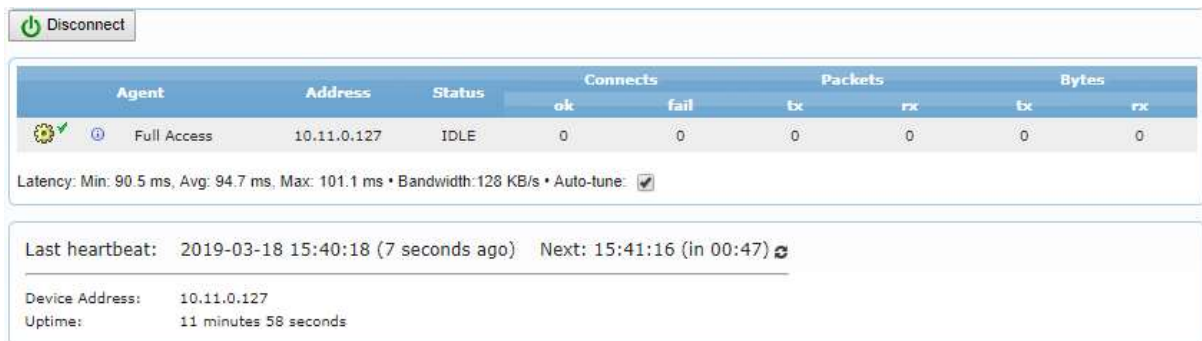 Disconnect
Agent Address Status Connects Packets Bytes
ok fail tx rx tx rx
Full Access 10.11.0.127 IDLE 0 0 0 0 0 0
Latency: Min: 90.5 ms, Avg: 94.7 ms, Max: 101.1 ms • Bandwidth:128 KB/s • Auto-tune:
Last heartbeat: 2019-03-18 15:40:18 (7 seconds ago) Next: 15:41:16 (in 00:47)
Device Address: 10.11.0.127
Uptime: 11 minutes 58 seconds